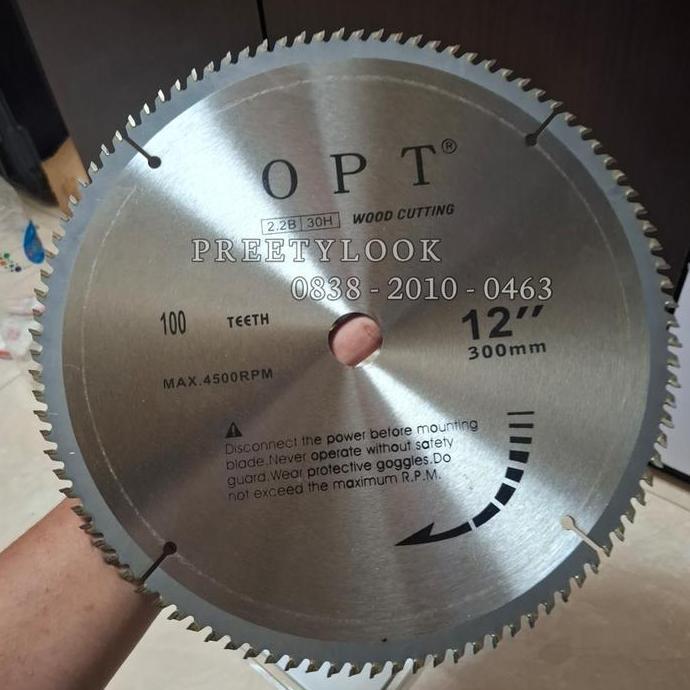 OPT®
2.2B 30H WOOD CUTTING
PREETYLOOK
0838 - 2010 - 0463
100 TEETH
12″
300mm
MAX.4500RPM
Disconnect the power before mounting
blade.Never operate without safety
guard.Wear protective goggles.Do
not exceed the maximum R.P.M.